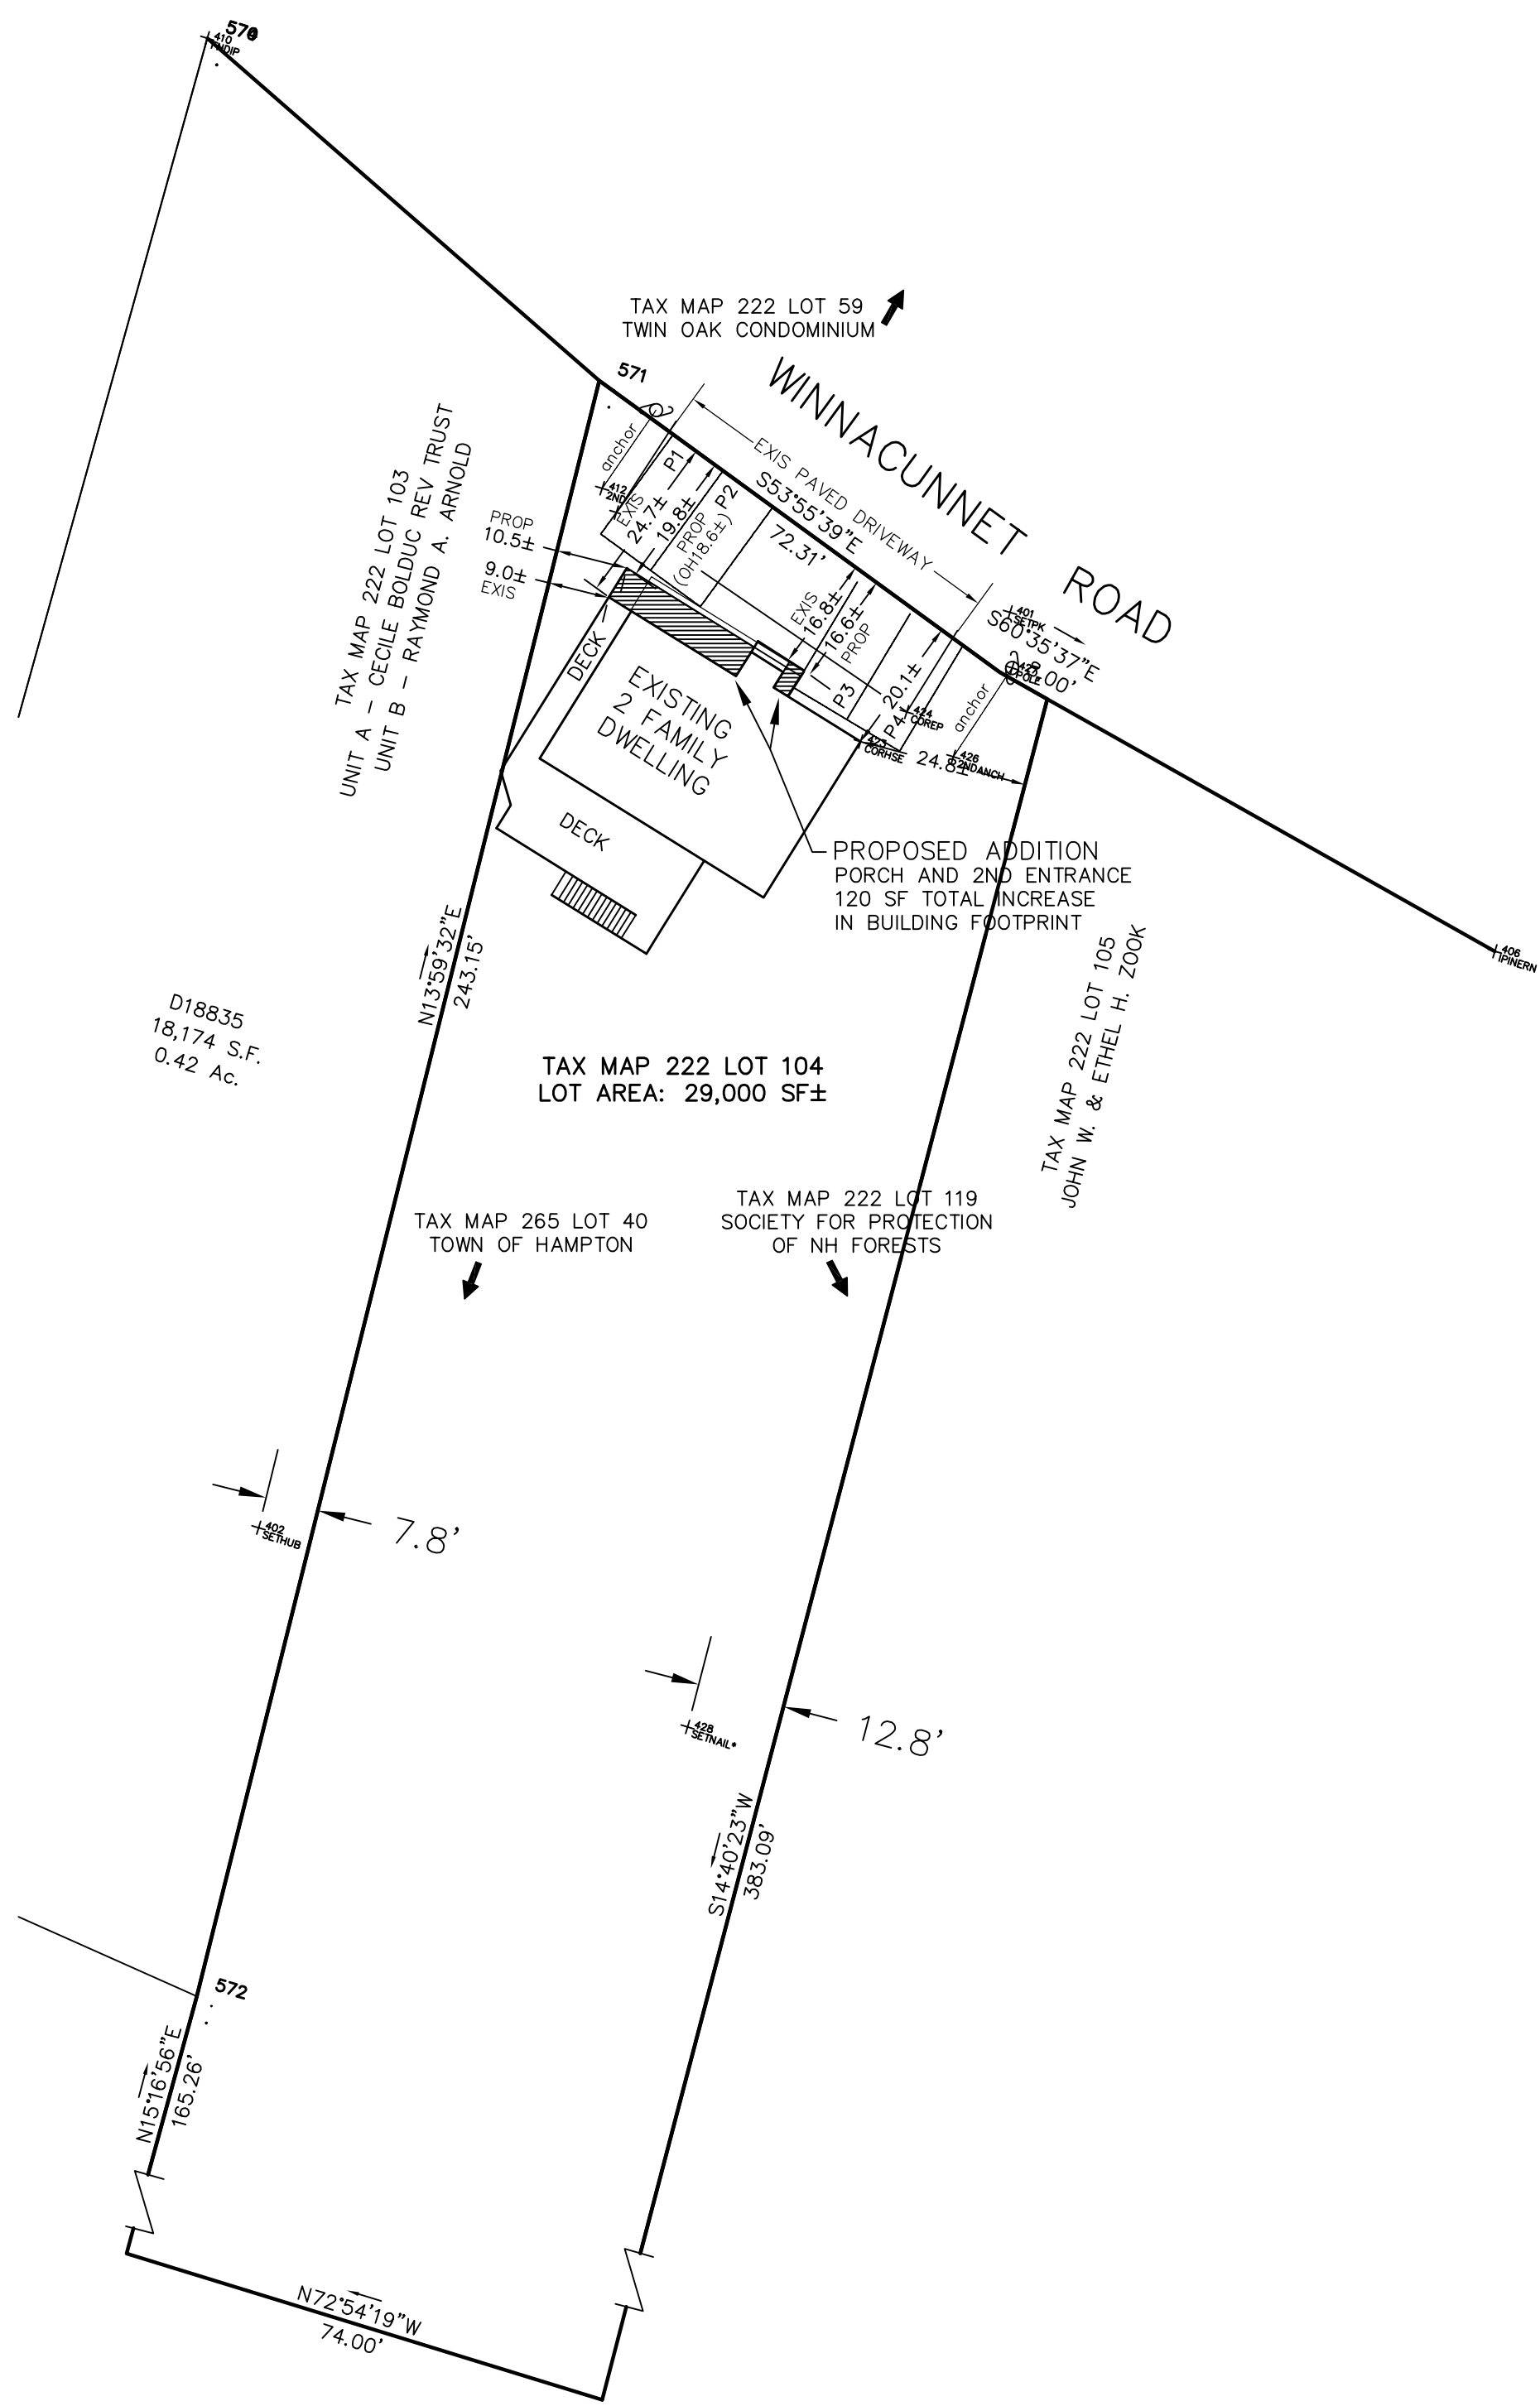 570
410
FNDIP
TAX MAP 222 LOT 59
TWIN OAK CONDOMINIUM
571
WINNACUNNET ROAD
EXIS PAVED DRIVEWAY
S53°55'39"E
72.31'
anchor
412
2ND
P1
EXIS
24.7±
19.8±
PROP
(OH18.6±)
P2
PROP
10.5±
9.0±
EXIS
TAX MAP 222 LOT 103
UNIT A – CECILE BOLDUC REV TRUST
UNIT B – RAYMOND A. ARNOLD
EXIS
16.8±
16.6±
PROP
P3
20.1±
P4
401
SETPK
S60°35'37"E
POLE
anchor
424
COREP
CORHSE
24.8±
426
2NDANCH
DECK
EXISTING
2 FAMILY
DWELLING
DECK
PROPOSED ADDITION
PORCH AND 2ND ENTRANCE
120 SF TOTAL INCREASE
IN BUILDING FOOTPRINT
406
IPINERN
N13°59'32"E
243.15'
D18835
18,174 S.F.
0.42 Ac.
TAX MAP 222 LOT 104
LOT AREA: 29,000 SF±
TAX MAP 222 LOT 105
JOHN W. & ETHEL H. ZOOK
TAX MAP 265 LOT 40
TOWN OF HAMPTON
TAX MAP 222 LOT 119
SOCIETY FOR PROTECTION
OF NH FORESTS
402
SETHUB
7.8'
428
SETNAIL*
12.8'
S14°40'23"W
383.09'
572
N15°16'56"E
165.26'
N72°54'19"W
74.00'